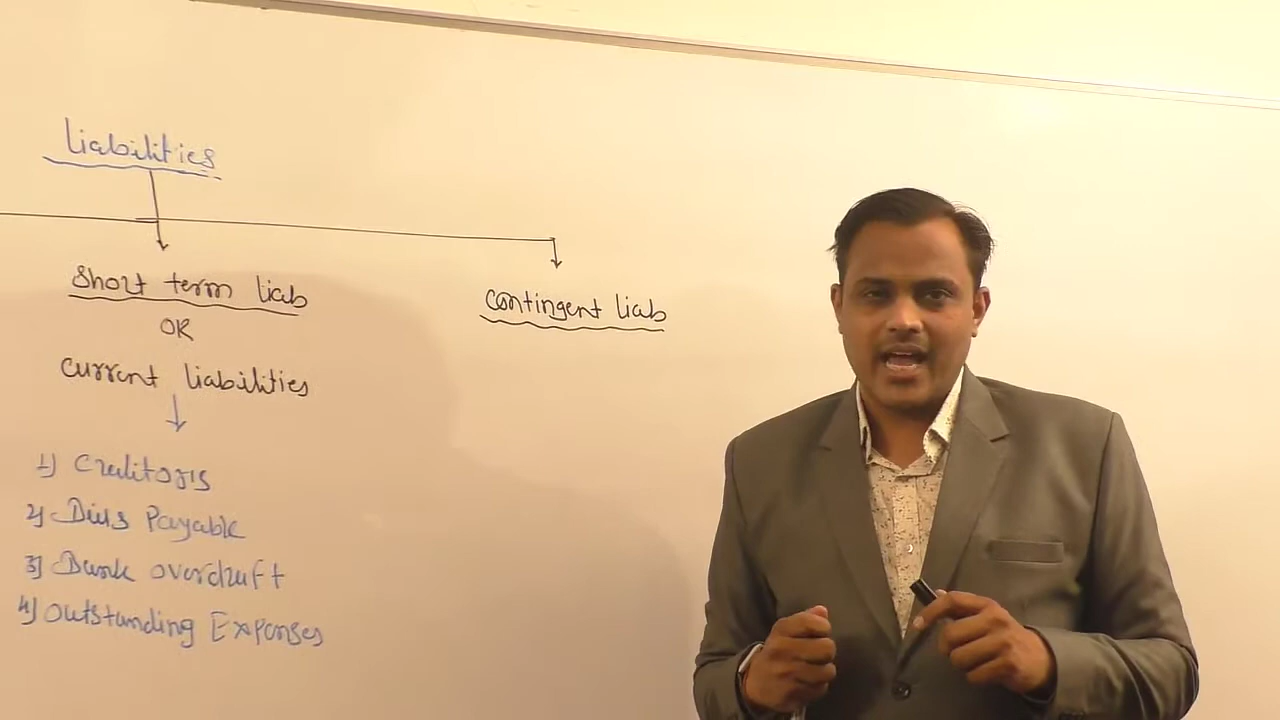 Liabilities
Short term liab
OR
current liabilities
1) Creditors
2) Bills Payable
3) Bank overdraft
4) Outstanding Expenses
contingent liab